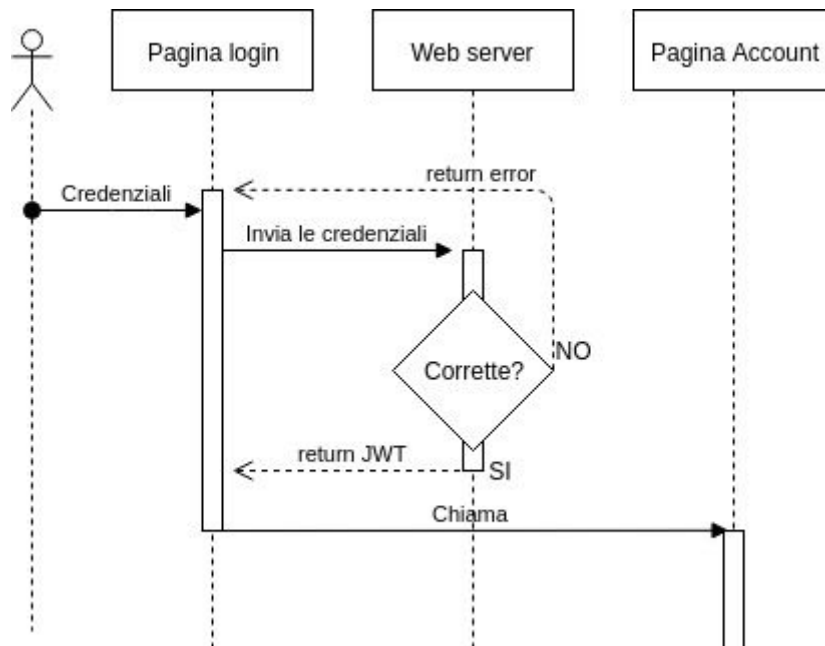 Pagina login
Web server
Pagina Account
return error
Credenziali
Invia le credenziali
NO
Corrette?
return JWT
SI
Chiama